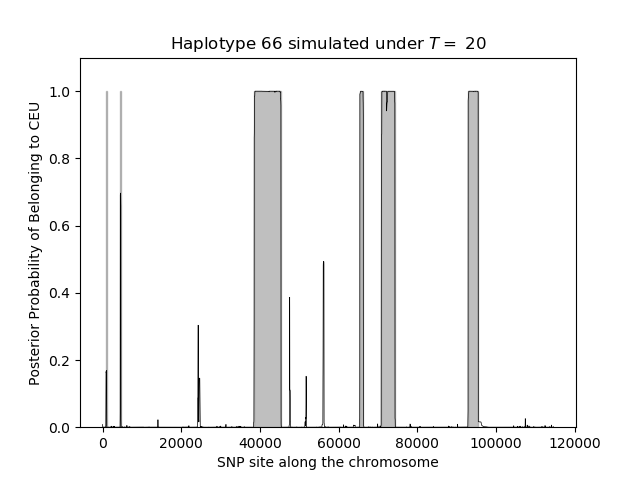 Haplotype 66 simulated under T = 20
Posterior Probability of Belonging to CEU
1.0
0.8
0.6
0.4
0.2
0.0
0 20000 40000 60000 80000 100000 120000
SNP site along the chromosome